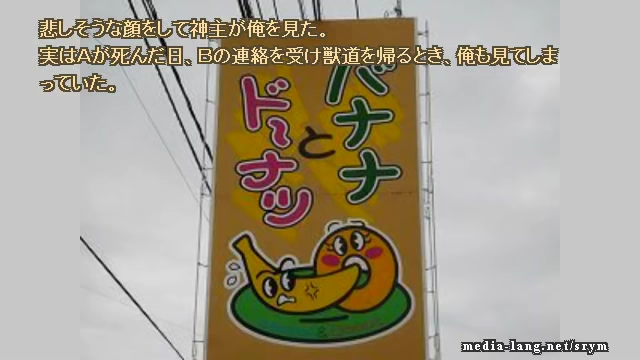 悲しそうな顔をして神主が俺を見た。
実はAが死んだ日、Bの連絡を受け獣道を帰るとき、俺も見てしま
っていた。
バナナ
と
ドーナツ
media-lang.net/srym